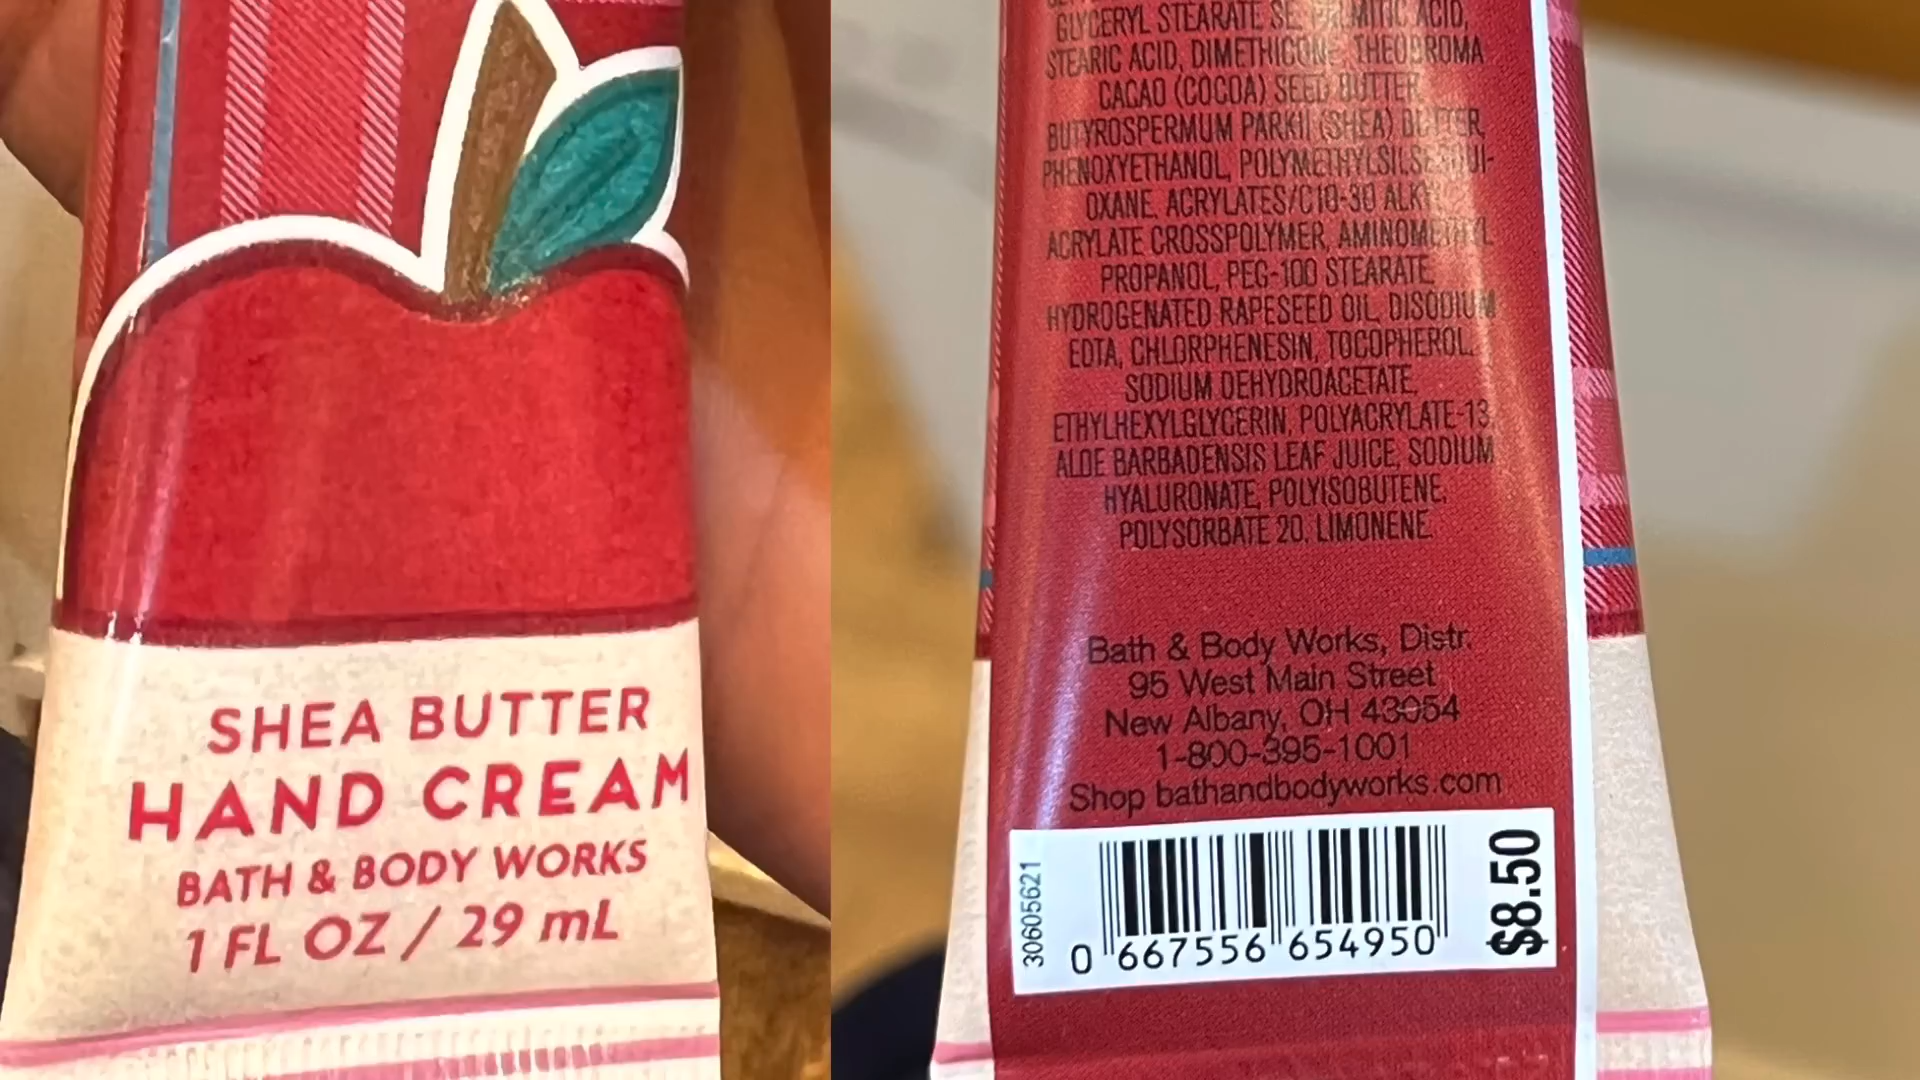 SHEA BUTTER
HAND CREAM
BATH & BODY WORKS
1 FL OZ / 29 mL
GLYCERYL STEARATE SE, PALMITIC ACID,
STEARIC ACID, DIMETHICONE, THEOBROMA
CACAO (COCOA) SEED BUTTER,
BUTYROSPERMUM PARKII (SHEA) BUTTER,
PHENOXYETHANOL, POLYMETHYLSILSESQUI-
OXANE, ACRYLATES/C10-30 ALKYL
ACRYLATE CROSSPOLYMER, AMINOMETHYL
PROPANOL, PEG-100 STEARATE,
HYDROGENATED RAPESEED OIL, DISODIUM
EDTA, CHLORPHENESIN, TOCOPHEROL,
SODIUM DEHYDROACETATE,
ETHYLHEXYLGLYCERIN, POLYACRYLATE-13,
ALOE BARBADENSIS LEAF JUICE, SODIUM
HYALURONATE, POLYISOBUTENE,
POLYSORBATE 20, LIMONENE.
Bath & Body Works, Distr.
95 West Main Street
New Albany, OH 43054
1-800-395-1001
Shop bathandbodyworks.com
30605621
0 667556 654950
$8.50